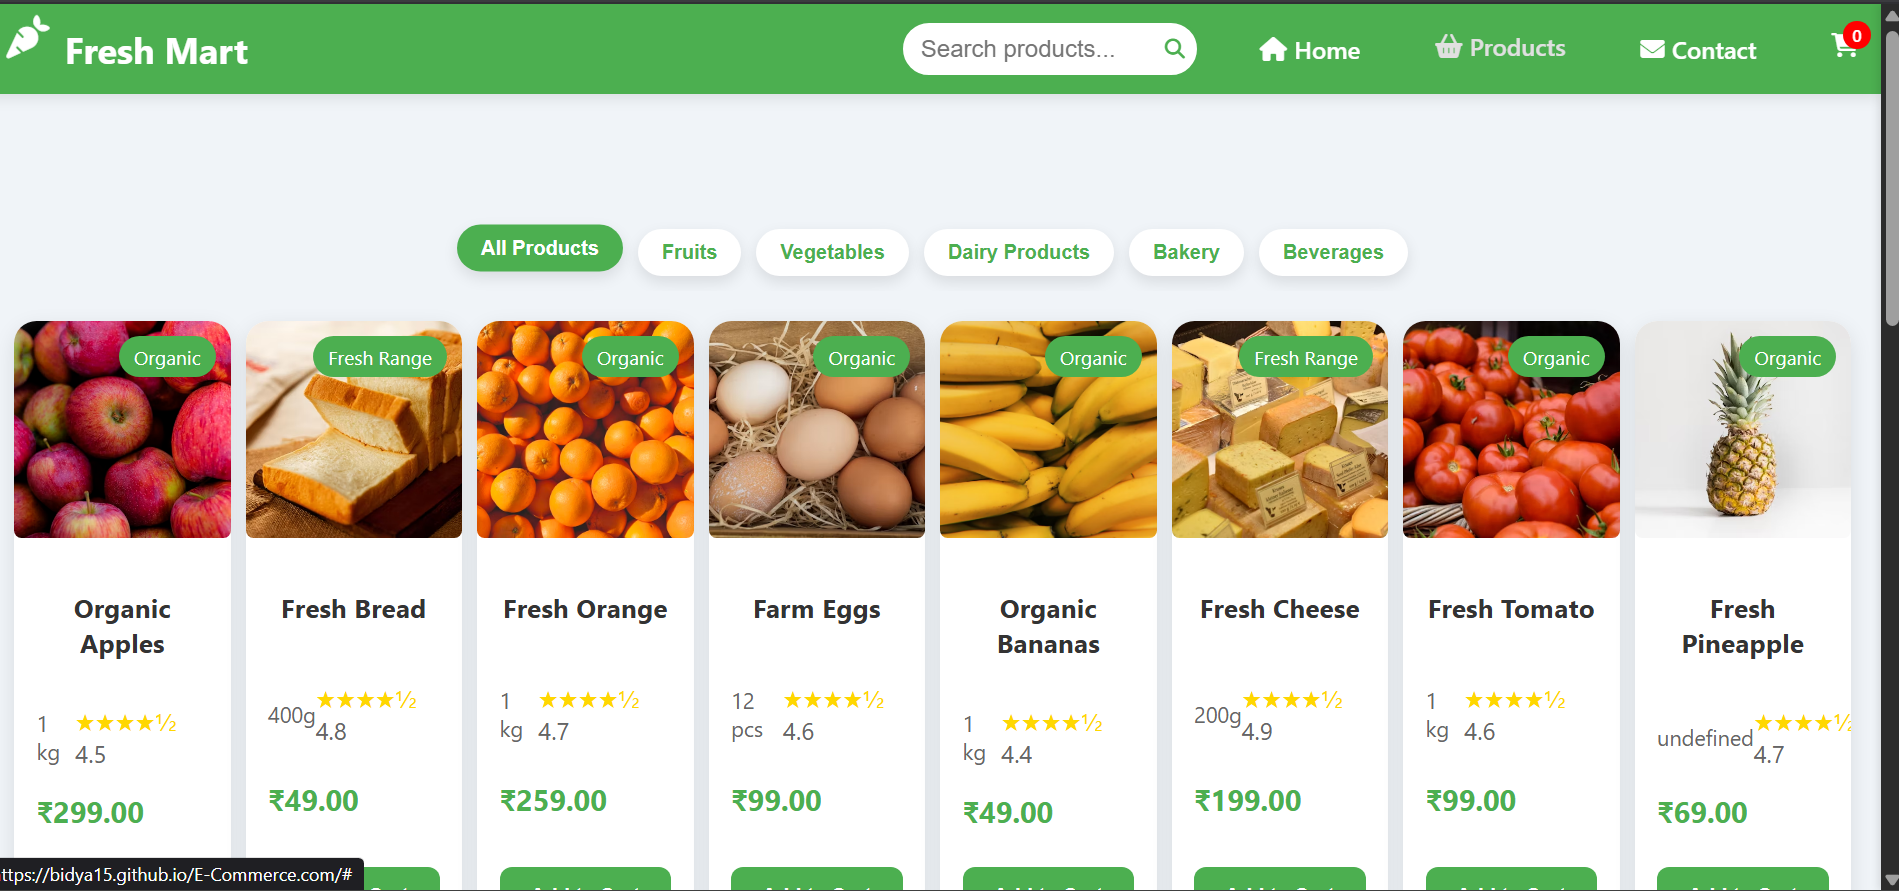 Fresh Mart
Search products...
Home
Products
Contact
0
All Products
Fruits
Vegetables
Dairy Products
Bakery
Beverages
Organic
Fresh Range
Organic
Organic
Organic
Fresh Range
Organic
Organic
Organic
Apples
1
kg
★★★★½
4.5
₹299.00
Fresh Bread
400g
★★★★½
4.8
₹49.00
Fresh Orange
1
kg
★★★★½
4.7
₹259.00
Farm Eggs
12
pcs
★★★★½
4.6
₹99.00
Organic
Bananas
1
kg
★★★★½
4.4
₹49.00
Fresh Cheese
200g
★★★★½
4.9
₹199.00
Fresh Tomato
1
kg
★★★★½
4.6
₹99.00
Fresh
Pineapple
undefined
★★★★½
4.7
₹69.00
ttps://bidya15.github.io/E-Commerce.com/#